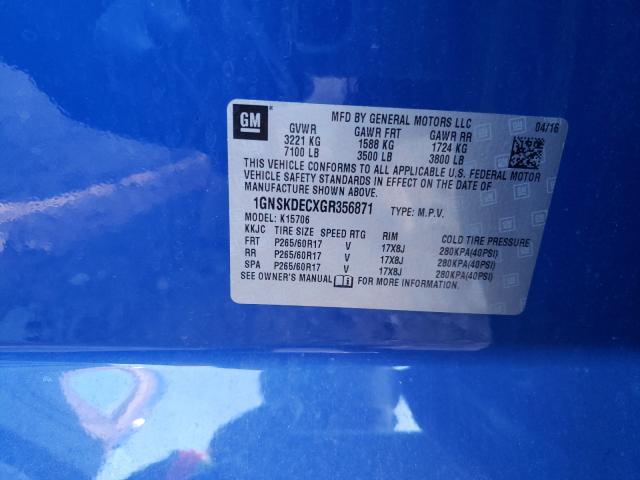 GM
MFD BY GENERAL MOTORS LLC
04/16
GVWR GAWR FRT GAWR RR
3221 KG 1588 KG 1724 KG
7100 LB 3500 LB 3800 LB
THIS VEHICLE CONFORMS TO ALL APPLICABLE U.S. FEDERAL MOTOR
VEHICLE SAFETY STANDARDS IN EFFECT ON THE DATE OF
MANUFACTURE SHOWN ABOVE.
1GNSKDECXGR356871 TYPE: M.P.V.
MODEL: K15706
KKJC TIRE SIZE SPEED RTG RIM COLD TIRE PRESSURE
FRT P265/60R17 V 17X8J 280KPA(40PSI)
RR P265/60R17 V 17X8J 280KPA(40PSI)
SPA P265/60R17 V 17X8J 280KPA(40PSI)
SEE OWNER'S MANUAL FOR MORE INFORMATION.